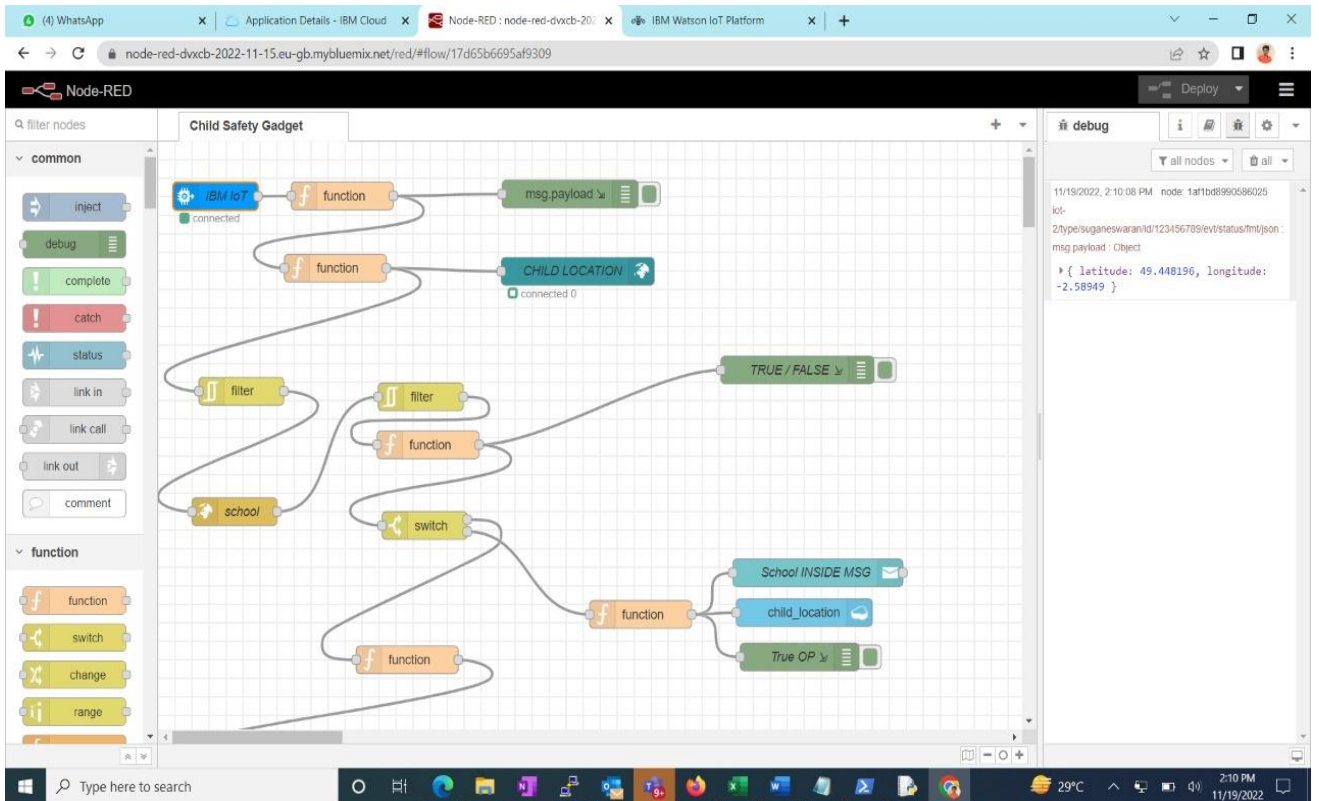 (4) WhatsApp
Application Details - IBM Cloud
Node-RED : node-red-dvxcb-202
IBM Watson IoT Platform
node-red-dvxcb-2022-11-15.eu-gb.mybluemix.net/red/#flow/17d65b6695af9309
Node-RED
Deploy
filter nodes
Child Safety Gadget
debug
all nodes
all
common
inject
debug
complete
catch
status
link in
link call
link out
comment
function
function
switch
change
range
IBM IoT
connected
function
msg.payload
function
CHILD LOCATION
connected 0
filter
filter
TRUE / FALSE
function
school
switch
School INSIDE MSG
function
child_location
True OP
function
11/19/2022, 2:10:08 PM node: 1af1bd8990586025
iot-
2/type/suganeswaran/id/123456789/evt/status/fmt/json :
msg.payload : Object
{ latitude: 49.448196, longitude:
-2.58949 }
Type here to search
9+
29°C
2:10 PM
11/19/2022